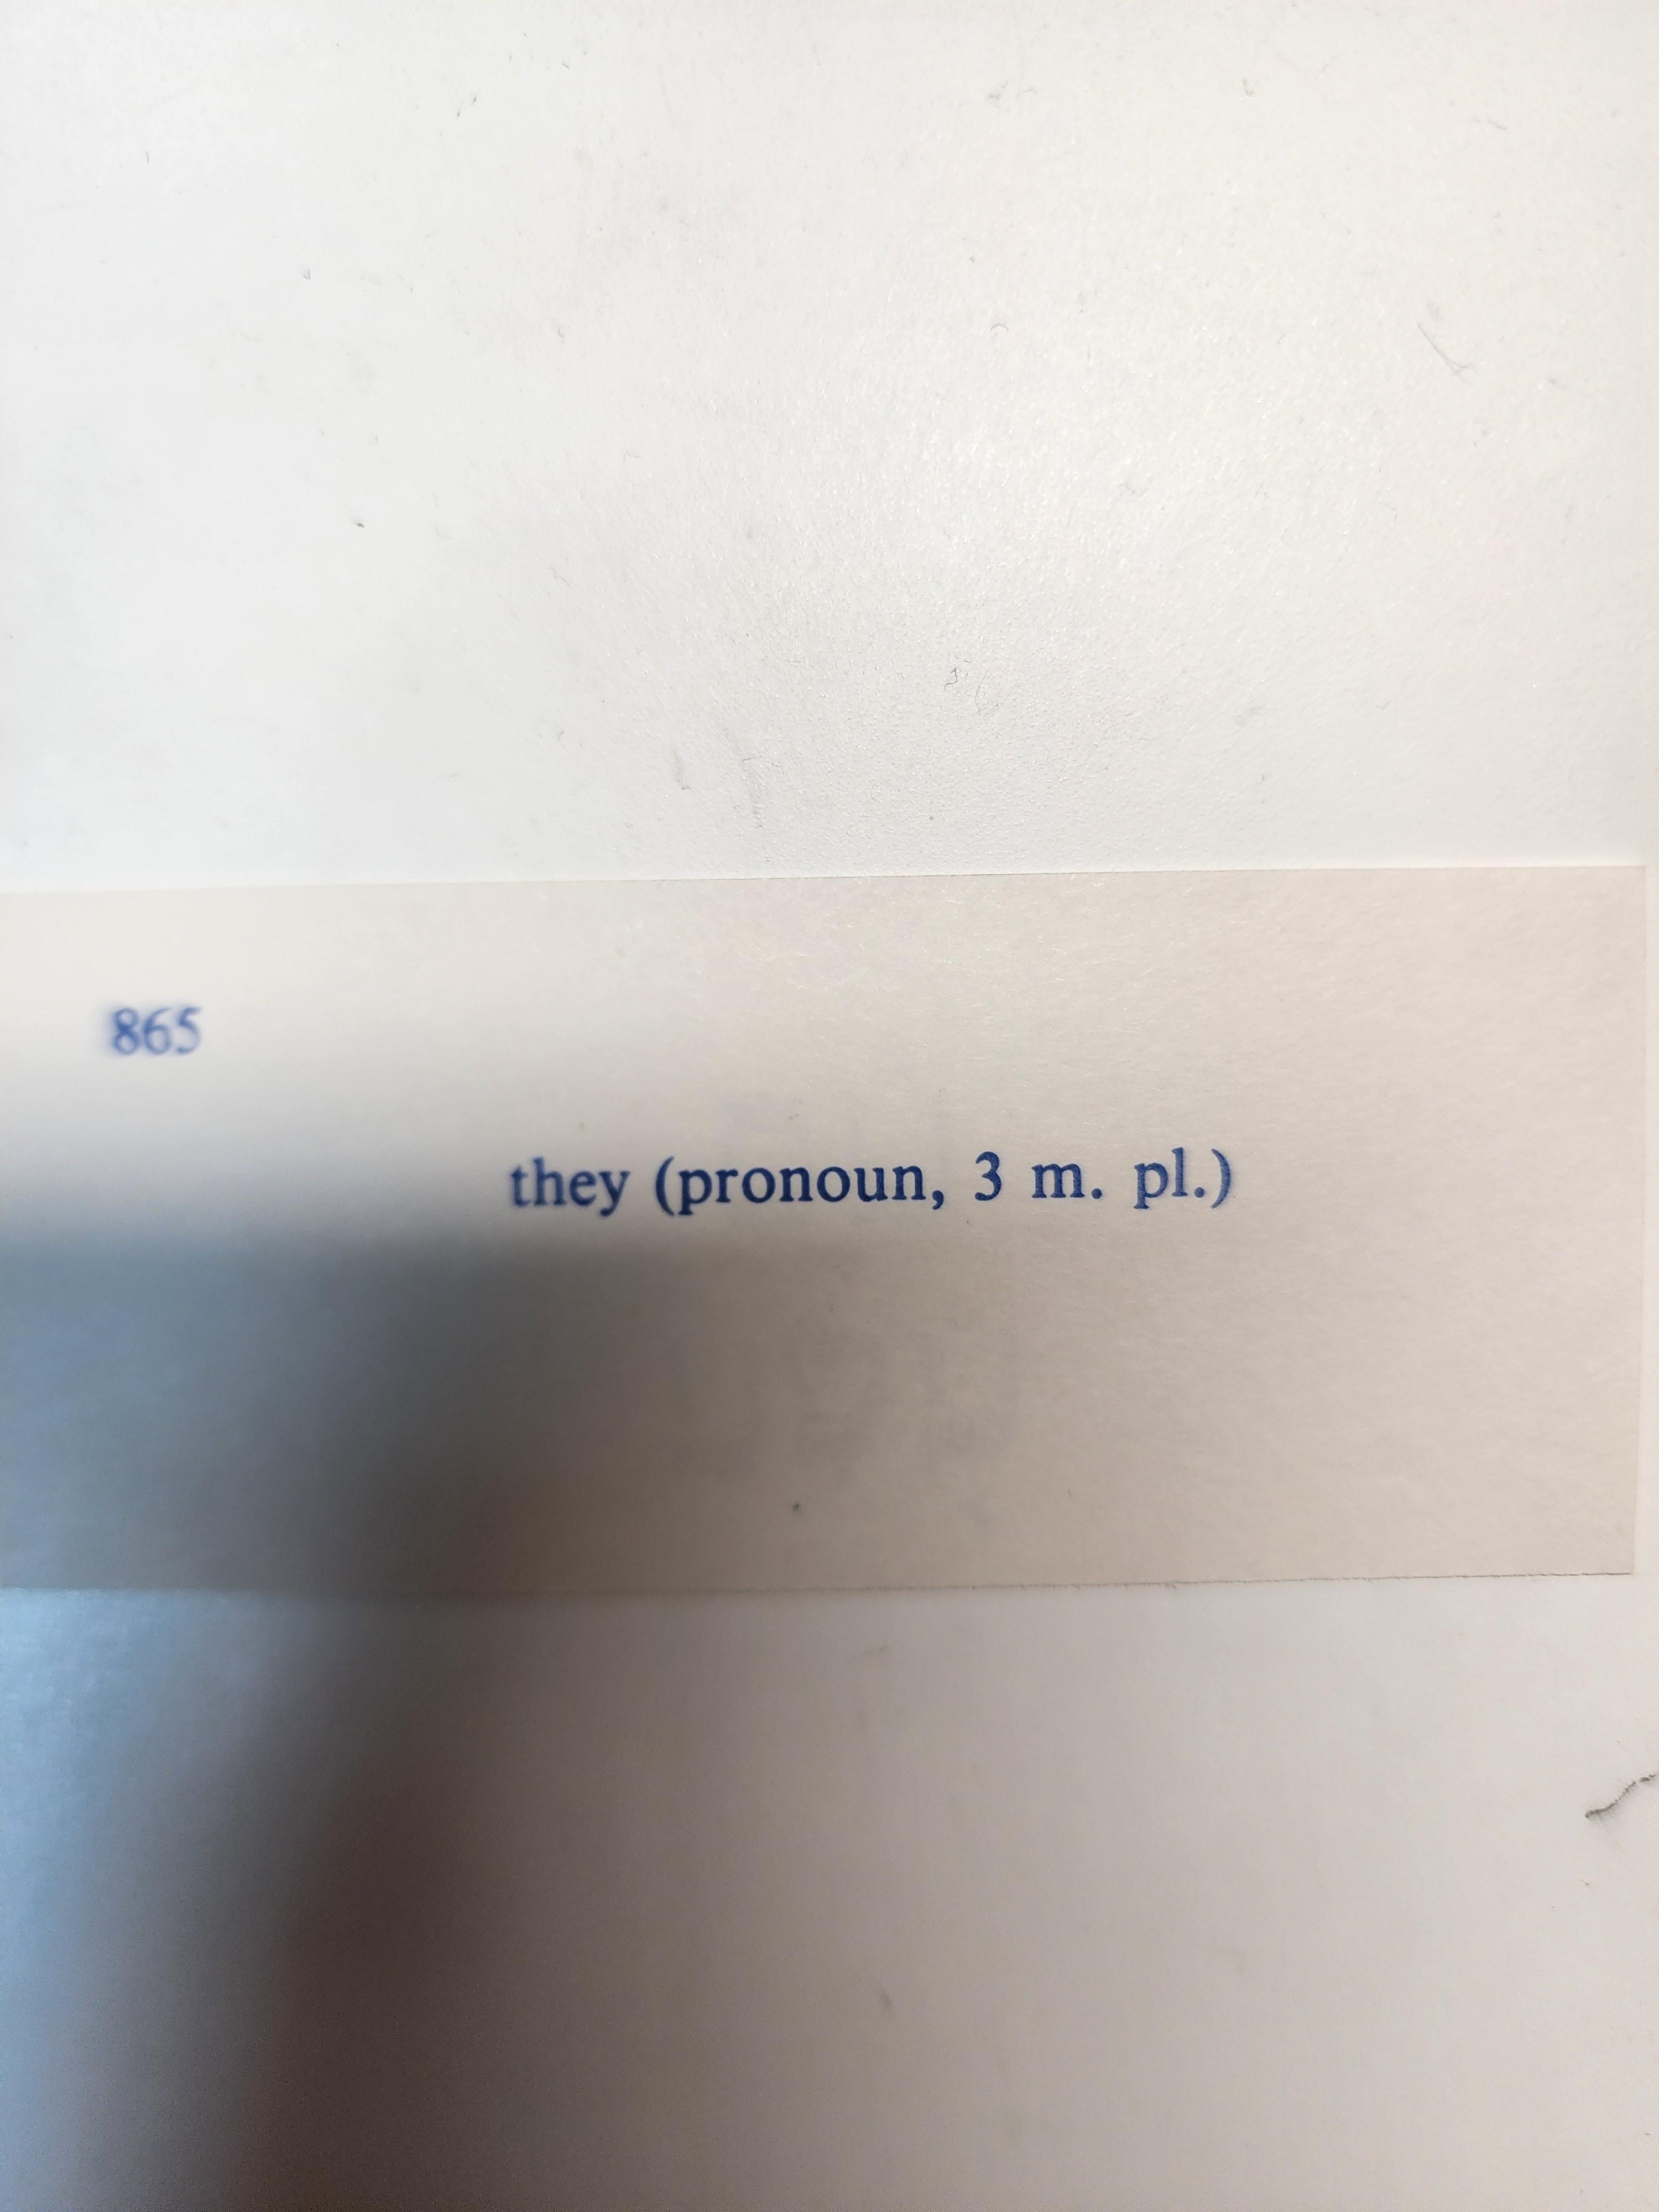 865
they (pronoun, 3 m. pl.)